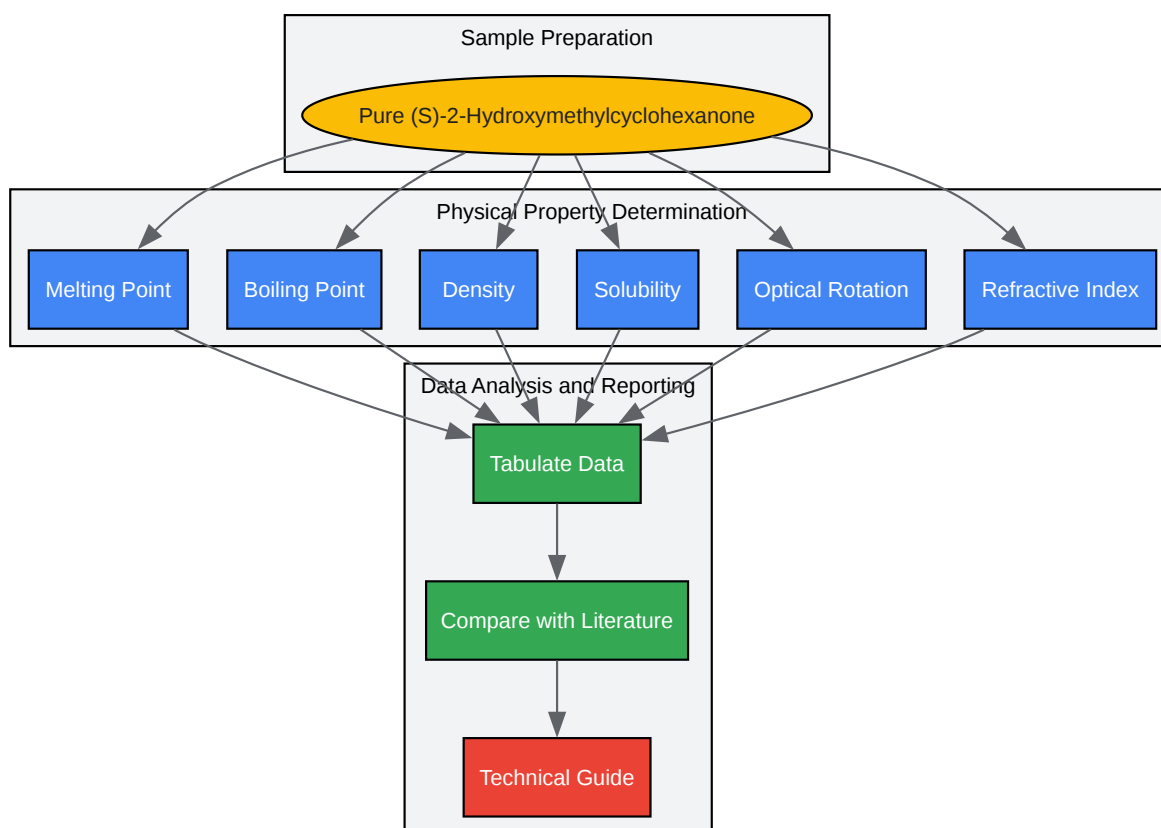 Sample Preparation
Pure (S)-2-Hydroxymethylcyclohexanone
Physical Property Determination
Melting Point
Boiling Point
Density
Solubility
Optical Rotation
Refractive Index
Data Analysis and Reporting
Tabulate Data
Compare with Literature
Technical Guide